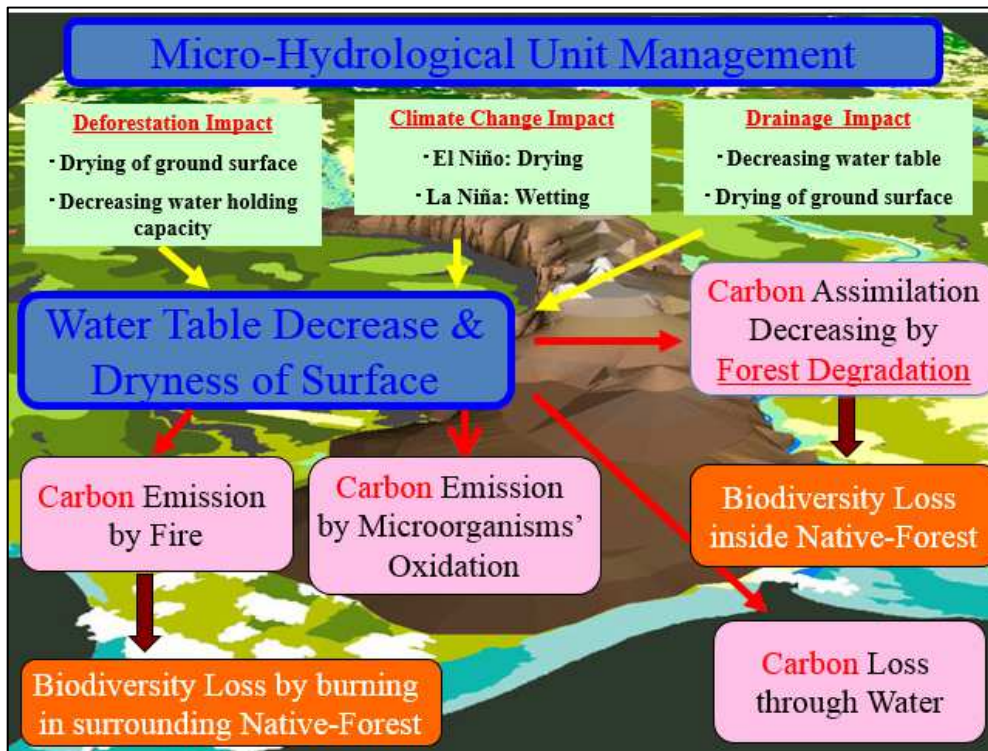 Micro-Hydrological Unit Management
Deforestation Impact
· Drying of ground surface
· Decreasing water holding
capacity
Climate Change Impact
· El Niño: Drying
· La Niña: Wetting
Drainage Impact
· Decreasing water table
· Drying of ground surface
Water Table Decrease &
Dryness of Surface
Carbon Assimilation
Decreasing by
Forest Degradation
Carbon Emission
by Fire
Carbon Emission
by Microorganisms’
Oxidation
Biodiversity Loss
inside Native-Forest
Biodiversity Loss by burning
in surrounding Native-Forest
Carbon Loss
through Water